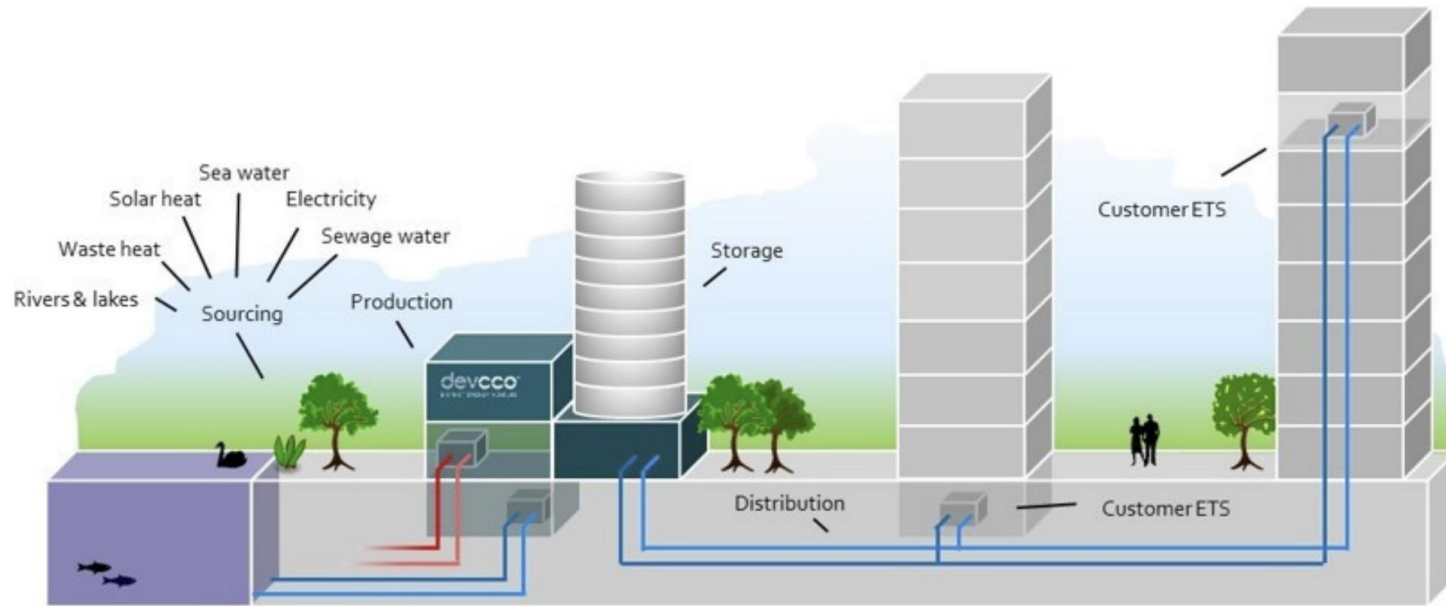 Sea water
Solar heat
Electricity
Waste heat
Sewage water
Rivers & lakes
Sourcing
Production
Storage
Customer ETS
devcco
Distribution
Customer ETS